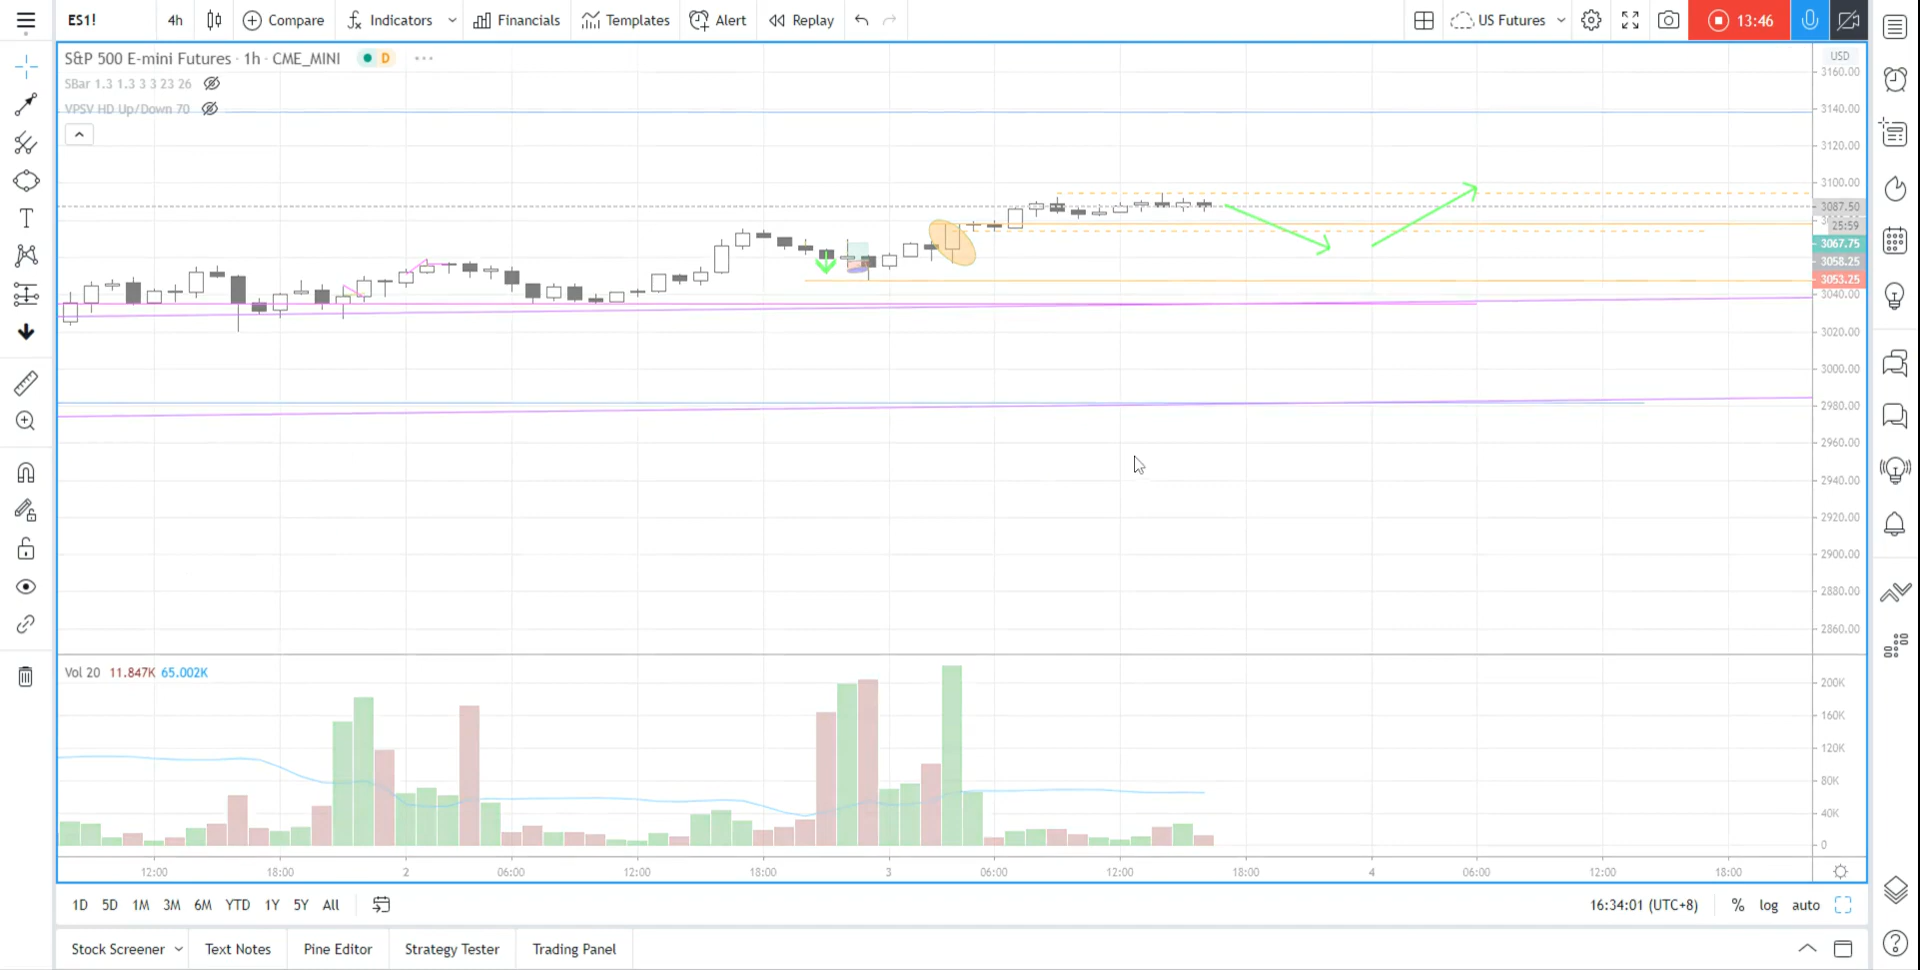 ES1! 4h Compare Indicators Financials Templates Alert Replay US Futures 13:46
S&P 500 E-mini Futures · 1h · CME_MINI D
SBar 1.3 1.3 3 3 23 26
VPSV HD Up/Down 70
USD
3160.00
3140.00
3120.00
3100.00
3087.50
25:59
3067.75
3058.25
3053.25
3040.00
3020.00
3000.00
2980.00
2960.00
2940.00
2920.00
2900.00
2880.00
2860.00
Vol 20 11.847K 65.002K
200K
160K
120K
80K
40K
0
12:00 18:00 2 06:00 12:00 18:00 3 06:00 12:00 18:00 4 06:00 12:00 18:00
1D 5D 1M 3M 6M YTD 1Y 5Y All 16:34:01 (UTC+8) % log auto
Stock Screener Text Notes Pine Editor Strategy Tester Trading Panel